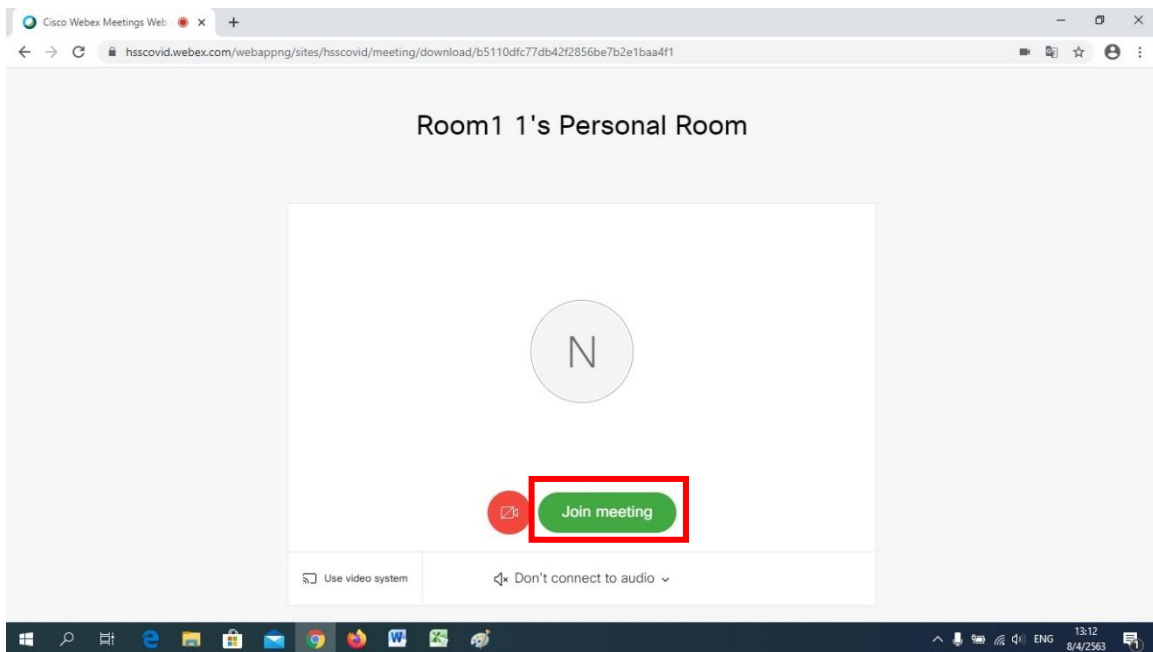 Cisco Webex Meetings Web
hsscovid.webex.com/webappng/sites/hsscovid/meeting/download/b5110dfc77db42f2856be7b2e1baa4f1
Room1 1's Personal Room
N
Join meeting
Use video system
Don't connect to audio
ENG
13:12
8/4/2563